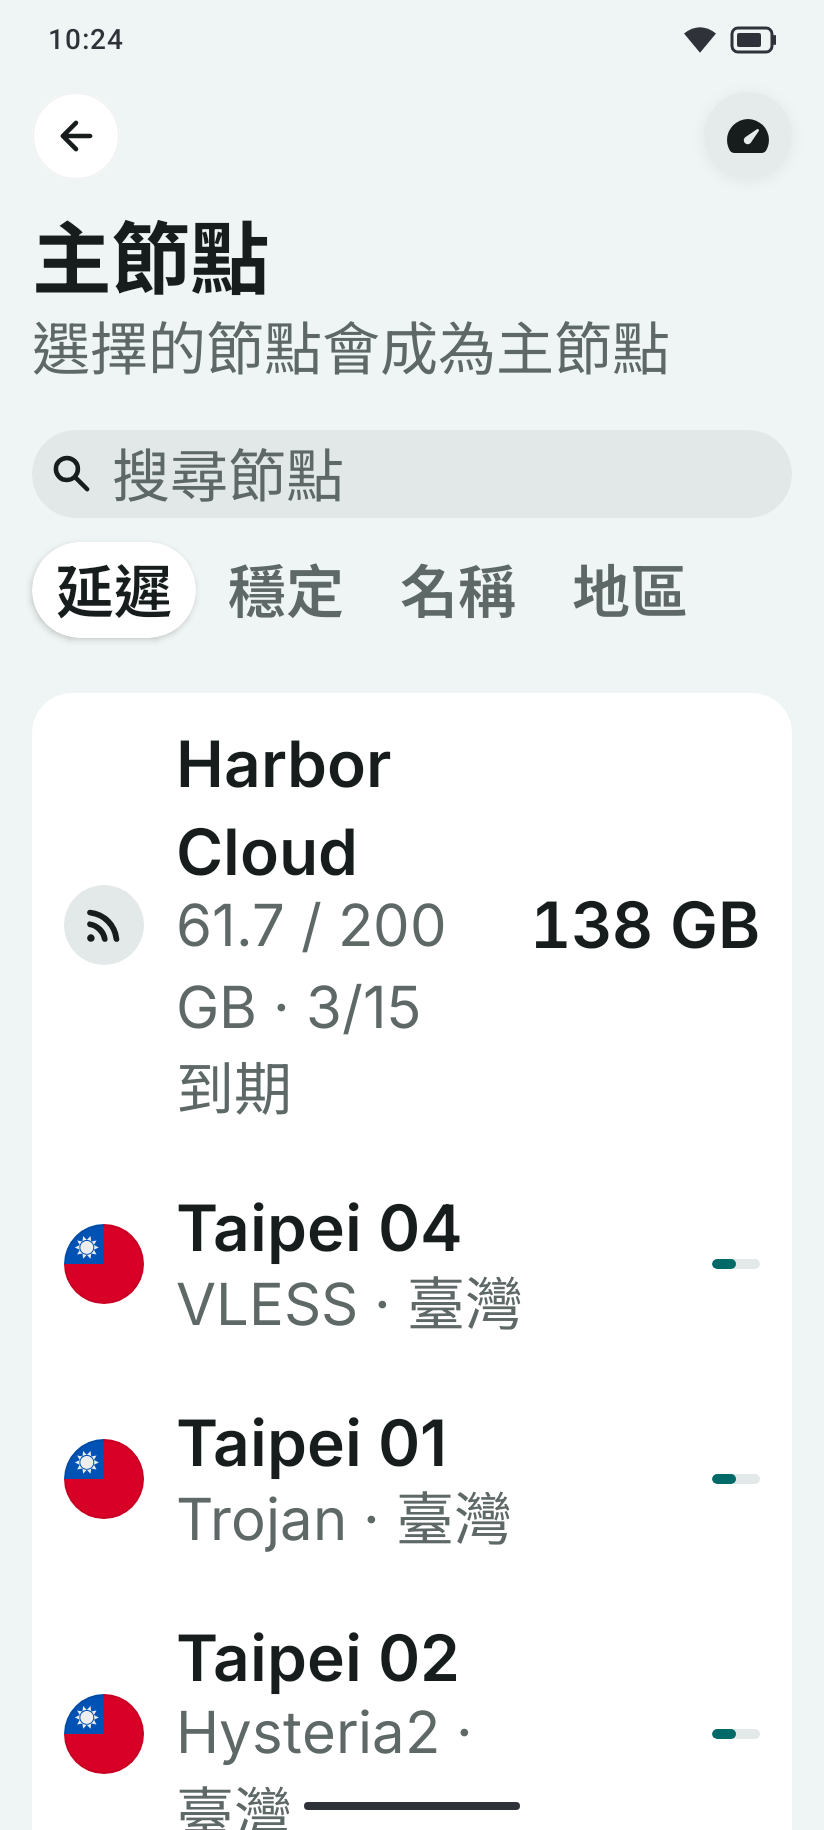 10:24
主節點
選擇的節點會成為主節點
搜尋節點
延遲 穩定 名稱 地區
Harbor
Cloud
61.7 / 200
GB · 3/15
到期
138 GB
Taipei 04
VLESS · 臺灣
Taipei 01
Trojan · 臺灣
Taipei 02
Hysteria2 ·
臺灣